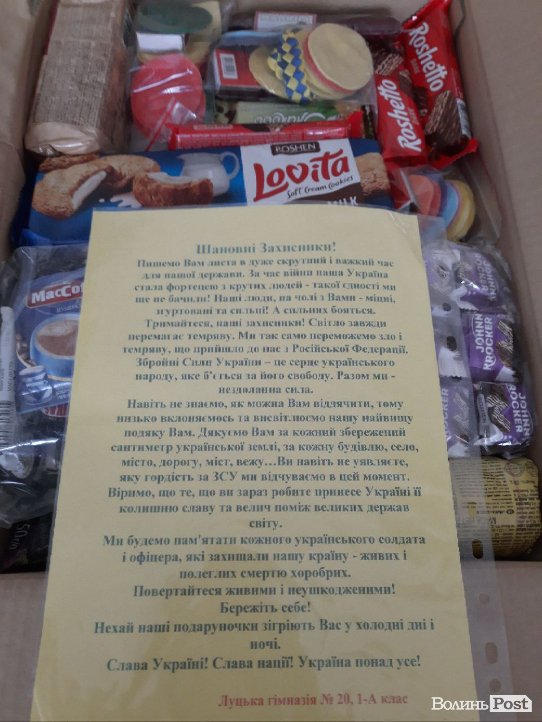 Roshetto
Roshetto
ROSHEN
LOVITA
Soft Cream Cookies
MILK
MacCoff
JOHNNY
KROCKER
JOHNNY
KROCKER
Шановні Захисники!
Пишемо Вам листа в дуже скрутний і важкий час
для нашої держави. За час війни наша Україна
стала фортецею з крутих людей - такої єдності ми
ще не бачили! Наші люди, на чолі з Вами - міцні,
згуртовані та сильні! А сильних бояться.
Тримайтеся, наші захисники! Світло завжди
перемагає темряву. Ми так само переможемо зло і
темряву, що прийшло до нас з Російської Федерації.
Збройні Сили України – це серце українського
народу, яке б'ється за його свободу. Разом ми -
нездоланна сила.
Навіть не знаємо, як можна Вам віддячити, тому
низько вклоняємось та висвітлюємо нашу найвищу
подяку Вам. Дякуємо Вам за кожний збережений
сантиметр української землі, за кожну будівлю, село,
місто, дорогу, міст, вежу…Ви навіть не уявляєте,
яку гордість за ЗСУ ми відчуваємо в цей момент.
Віримо, що те, що ви зараз робите принесе Україні її
колишню славу та велич поміж великих держав
світу.
Ми будемо пам'ятати кожного українського солдата
і офіцера, які захищали нашу країну - живих і
полеглих смертю хоробрих.
Повертайтеся живими і неушкодженими!
Бережіть себе!
Нехай наші подаруночки зігріють Вас у холодні дні і
ночі.
Слава Україні! Слава нації! Україна понад усе!
Луцька гімназія № 20, 1-А клас
Волинь Post